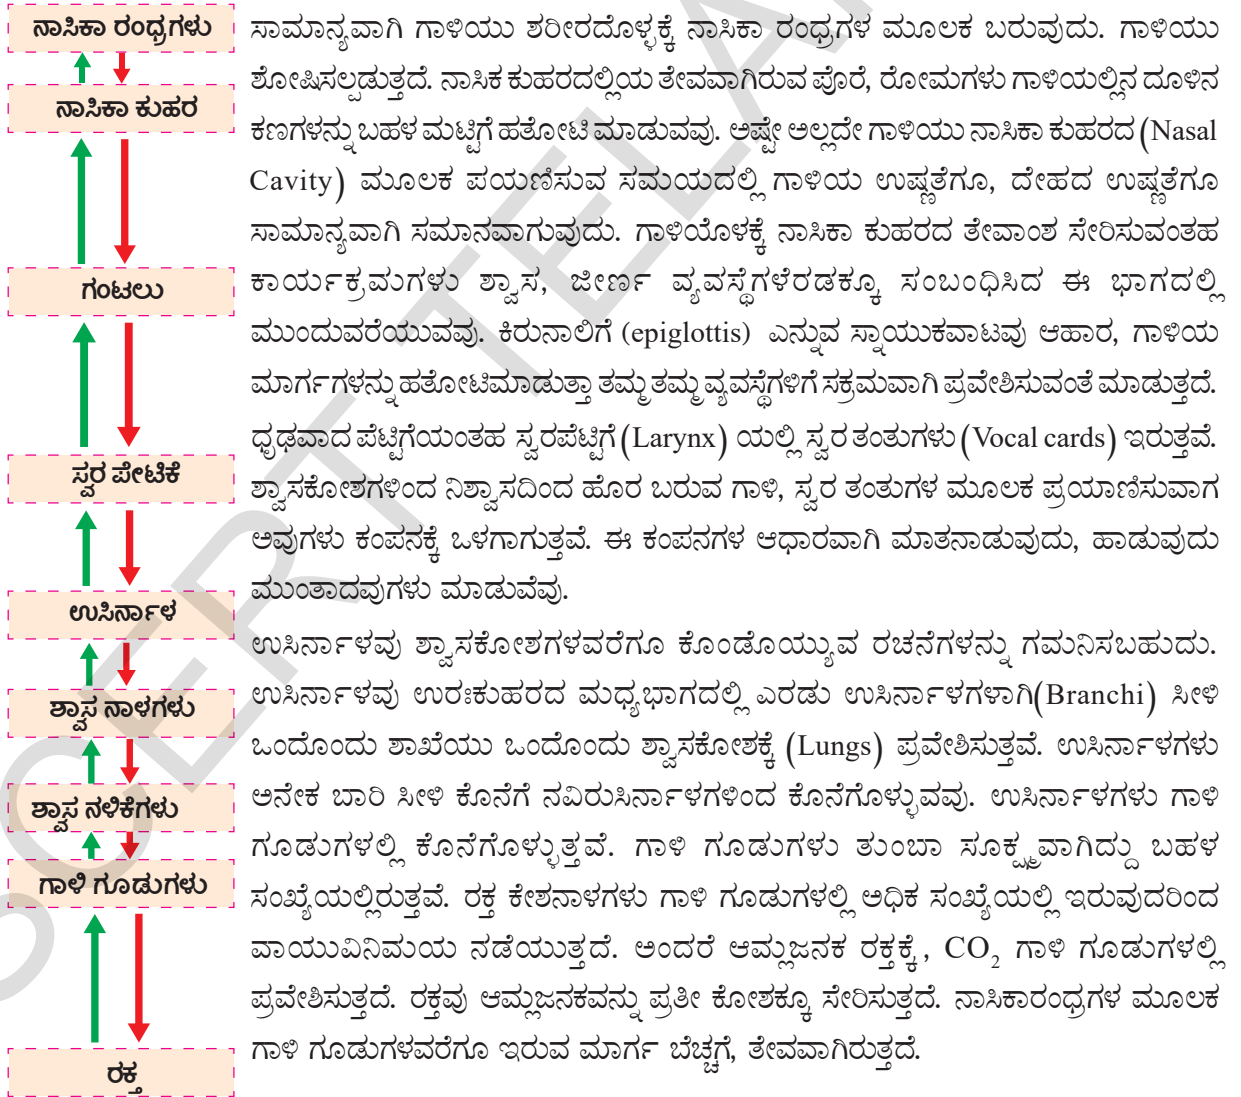 ನಾಸಿಕಾ ರಂಧ್ರಗಳು
ನಾಸಿಕಾ ಕುಹರ
ಗಂಟಲು
ಸ್ವರ ಪೇಟಿಕೆ
ಉಸಿರ್ನಾಳ
ಶ್ವಾಸ ನಾಳಗಳು
ಶ್ವಾಸ ನಳಿಕೆಗಳು
ಗಾಳಿ ಗೂಡುಗಳು
ರಕ್ತ
ಸಾಮಾನ್ಯವಾಗಿ ಗಾಳಿಯು ಶರೀರದೊಳ್ಳಕ್ಕೆ ನಾಸಿಕಾ ರಂಧ್ರಗಳ ಮೂಲಕ ಬರುವುದು. ಗಾಳಿಯು
ಶೋಷಿಸಲ್ಪಡುತ್ತದೆ. ನಾಸಿಕ ಕುಹರದಲ್ಲಿಯ ತೇವವಾಗಿರುವ ಪೊರೆ, ರೋಮಗಳು ಗಾಳಿಯಲ್ಲಿನ ದೂಳಿನ
ಕಣಗಳನ್ನು ಬಹಳ ಮಟ್ಟಿಗೆ ಹತೋಟಿ ಮಾಡುವವು. ಅಷ್ಟೇ ಅಲ್ಲದೇ ಗಾಳಿಯು ನಾಸಿಕಾ ಕುಹರದ (Nasal
Cavity) ಮೂಲಕ ಪಯಣಿಸುವ ಸಮಯದಲ್ಲಿ ಗಾಳಿಯ ಉಷ್ಣತೆಗೂ, ದೇಹದ ಉಷ್ಣತೆಗೂ
ಸಾಮಾನ್ಯವಾಗಿ ಸಮಾನವಾಗುವುದು. ಗಾಳಿಯೊಳಕ್ಕೆ ನಾಸಿಕಾ ಕುಹರದ ತೇವಾಂಶ ಸೇರಿಸುವಂತಹ
ಕಾರ್ಯಕ್ರಮಗಳು ಶ್ವಾಸ, ಜೀರ್ಣ ವ್ಯವಸ್ಥೆಗಳೆರಡಕ್ಕೂ ಸಂಬಂಧಿಸಿದ ಈ ಭಾಗದಲ್ಲಿ
ಮುಂದುವರೆಯುವವು. ಕಿರುನಾಲಿಗೆ (epiglottis) ಎನ್ನುವ ಸ್ನಾಯುಕವಾಟವು ಆಹಾರ, ಗಾಳಿಯ
ಮಾರ್ಗಗಳನ್ನು ಹತೋಟಿಮಾಡುತ್ತಾ ತಮ್ಮ ತಮ್ಮ ವ್ಯವಸ್ಥೆಗಳಿಗೆ ಸಕ್ರಮವಾಗಿ ಪ್ರವೇಶಿಸುವಂತೆ ಮಾಡುತ್ತದೆ.
ಧೃಢವಾದ ಪೆಟ್ಟಿಗೆಯಂತಹ ಸ್ವರಪೆಟ್ಟಿಗೆ (Larynx) ಯಲ್ಲಿ ಸ್ವರ ತಂತುಗಳು (Vocal cards) ಇರುತ್ತವೆ.
ಶ್ವಾಸಕೋಶಗಳಿಂದ ನಿಶ್ವಾಸದಿಂದ ಹೊರ ಬರುವ ಗಾಳಿ, ಸ್ವರ ತಂತುಗಳ ಮೂಲಕ ಪ್ರಯಾಣಿಸುವಾಗ
ಅವುಗಳು ಕಂಪನಕ್ಕೆ ಒಳಗಾಗುತ್ತವೆ. ಈ ಕಂಪನಗಳ ಆಧಾರವಾಗಿ ಮಾತನಾಡುವುದು, ಹಾಡುವುದು
ಮುಂತಾದವುಗಳು ಮಾಡುವೆವು.
ಉಸಿರ್ನಾಳವು ಶ್ವಾಸಕೋಶಗಳವರೆಗೂ ಕೊಂಡೊಯ್ಯುವ ರಚನೆಗಳನ್ನು ಗಮನಿಸಬಹುದು.
ಉಸಿರ್ನಾಳವು ಉರಃಕುಹರದ ಮಧ್ಯಭಾಗದಲ್ಲಿ ಎರಡು ಉಸಿರ್ನಾಳಗಳಾಗಿ(Branchi) ಸೀಳಿ
ಒಂದೊಂದು ಶಾಖೆಯು ಒಂದೊಂದು ಶ್ವಾಸಕೋಶಕ್ಕೆ (Lungs) ಪ್ರವೇಶಿಸುತ್ತವೆ. ಉಸಿರ್ನಾಳಗಳು
ಅನೇಕ ಬಾರಿ ಸೀಳಿ ಕೊನೆಗೆ ನವಿರುಸಿರ್ನಾಳಗಳಿಂದ ಕೊನೆಗೊಳ್ಳುವವು. ಉಸಿರ್ನಾಳಗಳು ಗಾಳಿ
ಗೂಡುಗಳಲ್ಲಿ ಕೊನೆಗೊಳ್ಳುತ್ತವೆ. ಗಾಳಿ ಗೂಡುಗಳು ತುಂಬಾ ಸೂಕ್ಷ್ಮವಾಗಿದ್ದು ಬಹಳ
ಸಂಖ್ಯೆಯಲ್ಲಿರುತ್ತವೆ. ರಕ್ತ ಕೇಶನಾಳಗಳು ಗಾಳಿ ಗೂಡುಗಳಲ್ಲಿ ಅಧಿಕ ಸಂಖ್ಯೆಯಲ್ಲಿ ಇರುವುದರಿಂದ
ವಾಯುವಿನಿಮಯ ನಡೆಯುತ್ತದೆ. ಅಂದರೆ ಆಮ್ಲಜನಕ ರಕ್ತಕ್ಕೆ, CO₂ ಗಾಳಿ ಗೂಡುಗಳಲ್ಲಿ
ಪ್ರವೇಶಿಸುತ್ತದೆ. ರಕ್ತವು ಆಮ್ಲಜನಕವನ್ನು ಪ್ರತೀ ಕೋಶಕ್ಕೂ ಸೇರಿಸುತ್ತದೆ. ನಾಸಿಕಾರಂಧ್ರಗಳ ಮೂಲಕ
ಗಾಳಿ ಗೂಡುಗಳವರೆಗೂ ಇರುವ ಮಾರ್ಗ ಬೆಚ್ಚಗೆ, ತೇವವಾಗಿರುತ್ತದೆ.
SCERT TELA